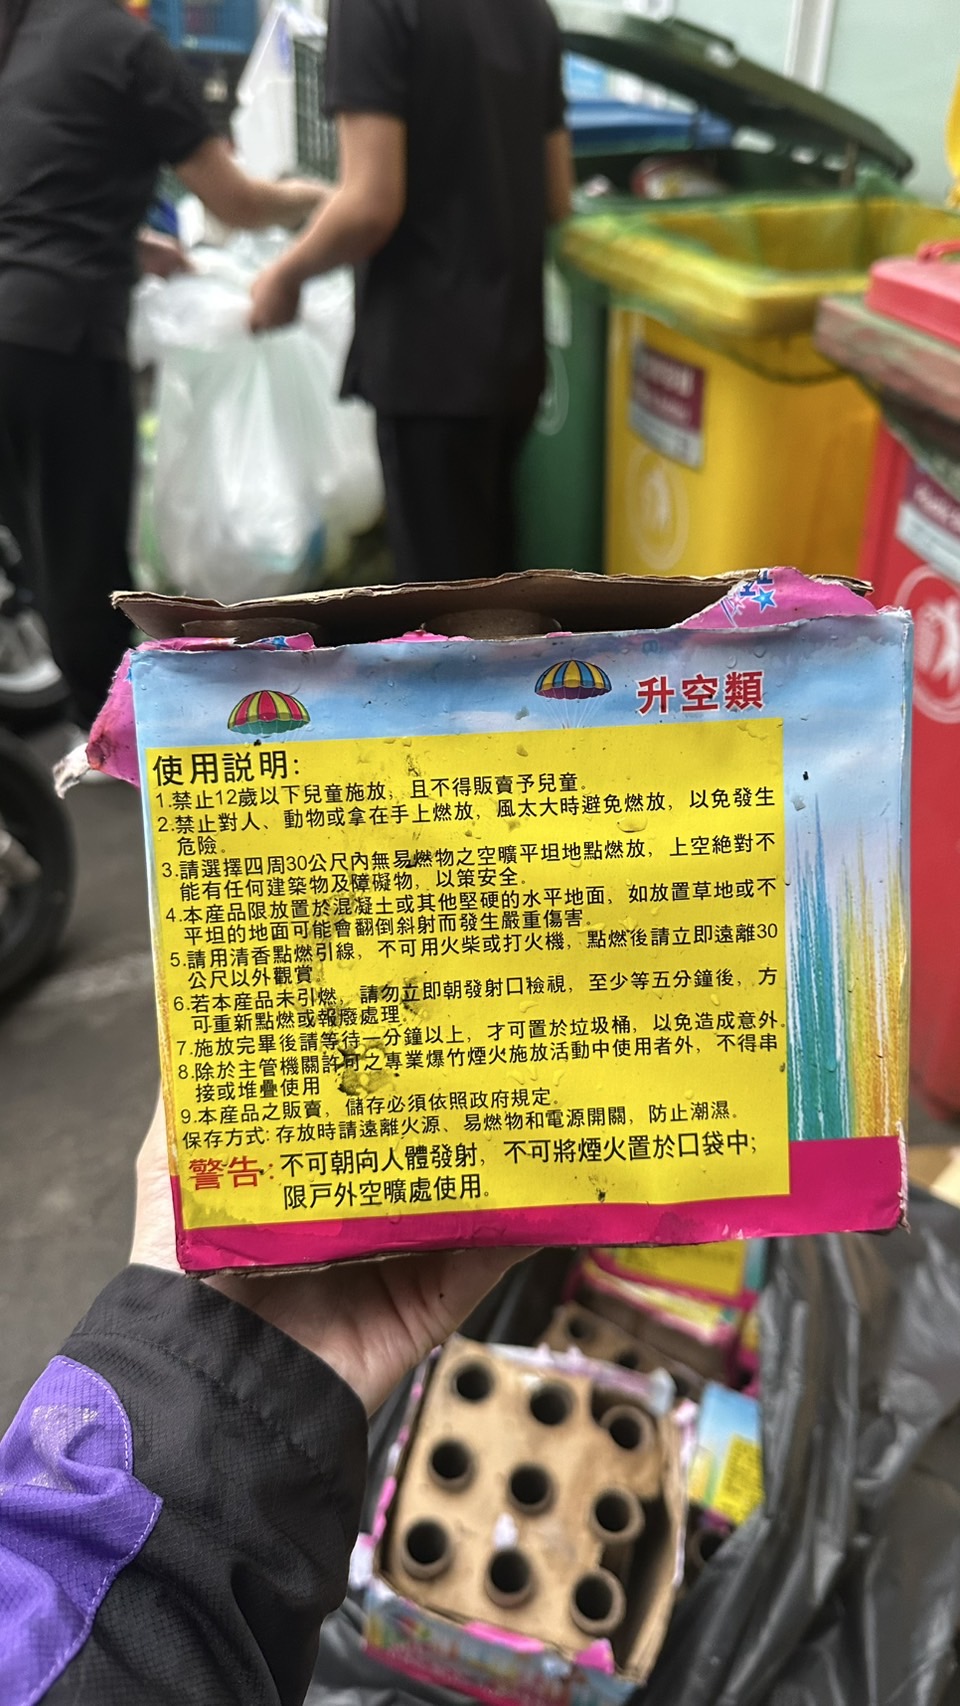 升空類
使用說明:
1.禁止12歲以下兒童施放，且不得販賣予兒童。
2.禁止對人、動物或拿在手上燃放，風太大時避免燃放，以免發生
危險。
3.請選擇四周30公尺內無易燃物之空曠平坦地點燃放，上空絕對不
能有任何建築物及障礙物，以策安全。
4.本產品限放置於混凝土或其他堅硬的水平地面，如放置草地或不
平坦的地面可能會翻倒斜射而發生嚴重傷害。
5.請用清香點燃引線，不可用火柴或打火機，點燃後請立即遠離30
公尺以外觀賞
6.若本產品未引燃，請勿立即朝發射口檢視，至少等五分鐘後，方
可重新點燃或報廢處理.
7.施放完畢後請等待二分鐘以上，才可置於垃圾桶，以免造成意外.
8.除於主管機關許可之專業爆竹煙火施放活動中使用者外，不得串
接或堆疊使用
9.本產品之販賣，儲存必須依照政府規定。
保存方式:存放時請遠離火源、易燃物和電源開關，防止潮濕。
警告:不可朝向人體發射，不可將煙火置於口袋中;
限戶外空曠處使用。